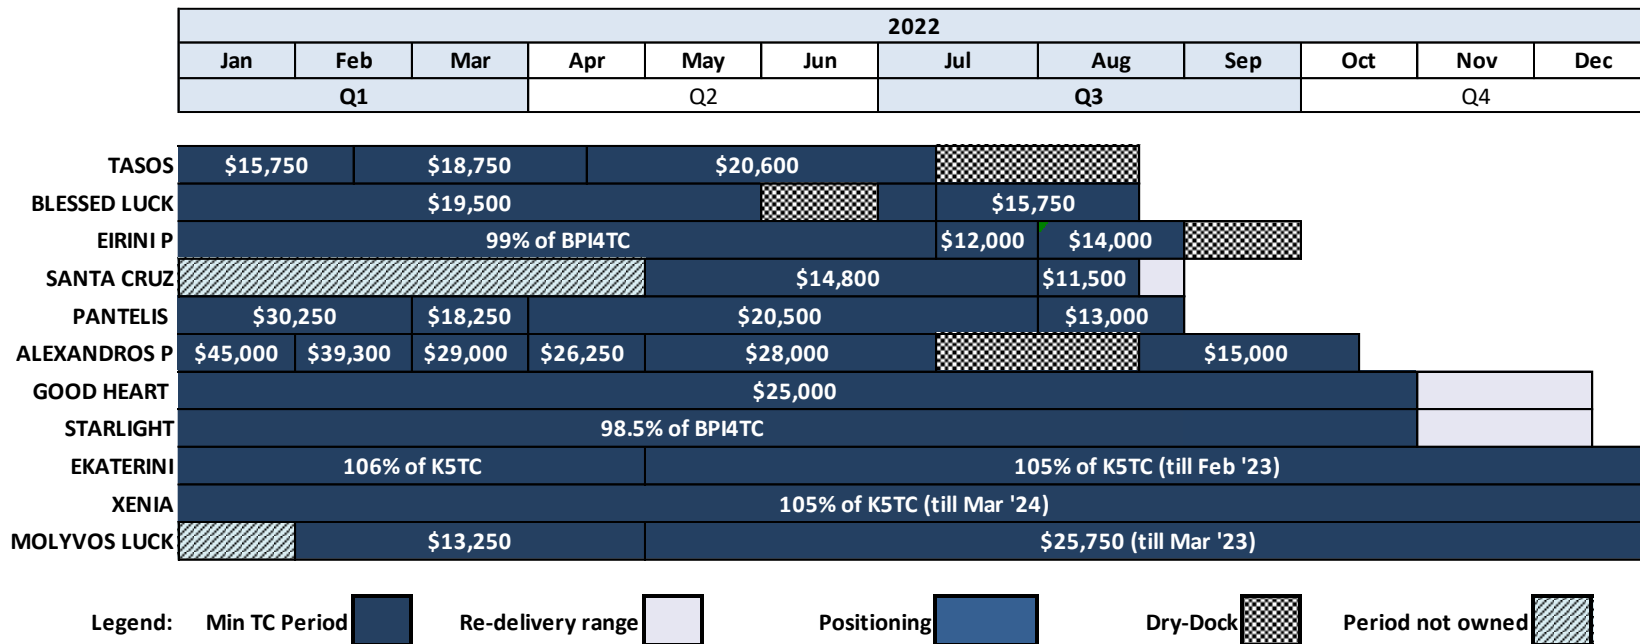 2022
Jan Feb Mar Apr May Jun Jul Aug Sep Oct Nov Dec
Q1 Q2 Q3 Q4
TASOS $15,750 $18,750 $20,600
BLESSED LUCK $19,500 $15,750
EIRINI P 99% of BPI4TC $12,000 $14,000
SANTA CRUZ $14,800 $11,500
PANTELIS $30,250 $18,250 $20,500 $13,000
ALEXANDROS P $45,000 $39,300 $29,000 $26,250 $28,000 $15,000
GOOD HEART $25,000
STARLIGHT 98.5% of BPI4TC
EKATERINI 106% of K5TC 105% of K5TC (till Feb '23)
XENIA 105% of K5TC (till Mar '24)
MOLYVOS LUCK $13,250 $25,750 (till Mar '23)
Legend: Min TC Period Re-delivery range Positioning Dry-Dock Period not owned